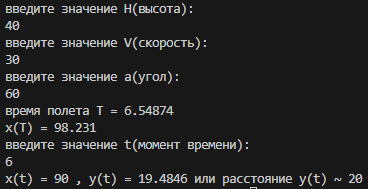 введите значение H(высота):
40
введите значение V(скорость):
30
введите значение a(угол):
60
время полета T = 6.54874
x(T) = 98.231
введите значение t(момент времени):
6
x(t) = 90 , y(t) = 19.4846 или расстояние y(t) ~ 20